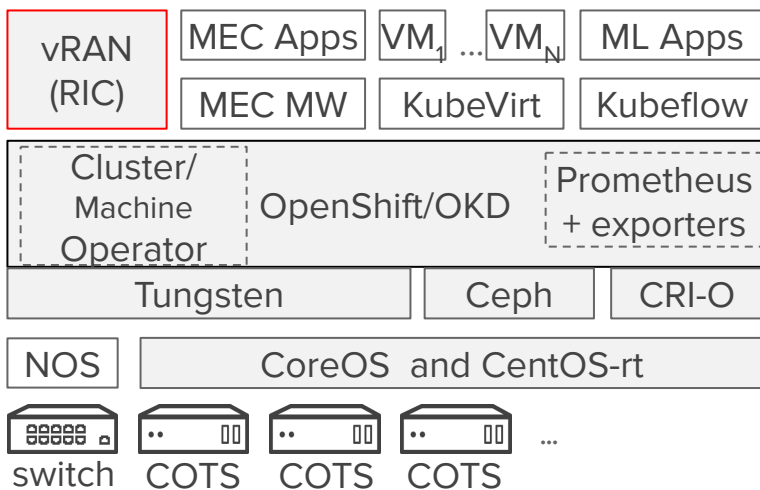 vRAN
(RIC)
MEC Apps
VM1 ... VMN
ML Apps
MEC MW
KubeVirt
Kubeflow
Cluster/
Machine
Operator
OpenShift/OKD
Prometheus
+ exporters
Tungsten
Ceph
CRI-O
NOS
CoreOS and CentOS-rt
...
switch
COTS
COTS
COTS